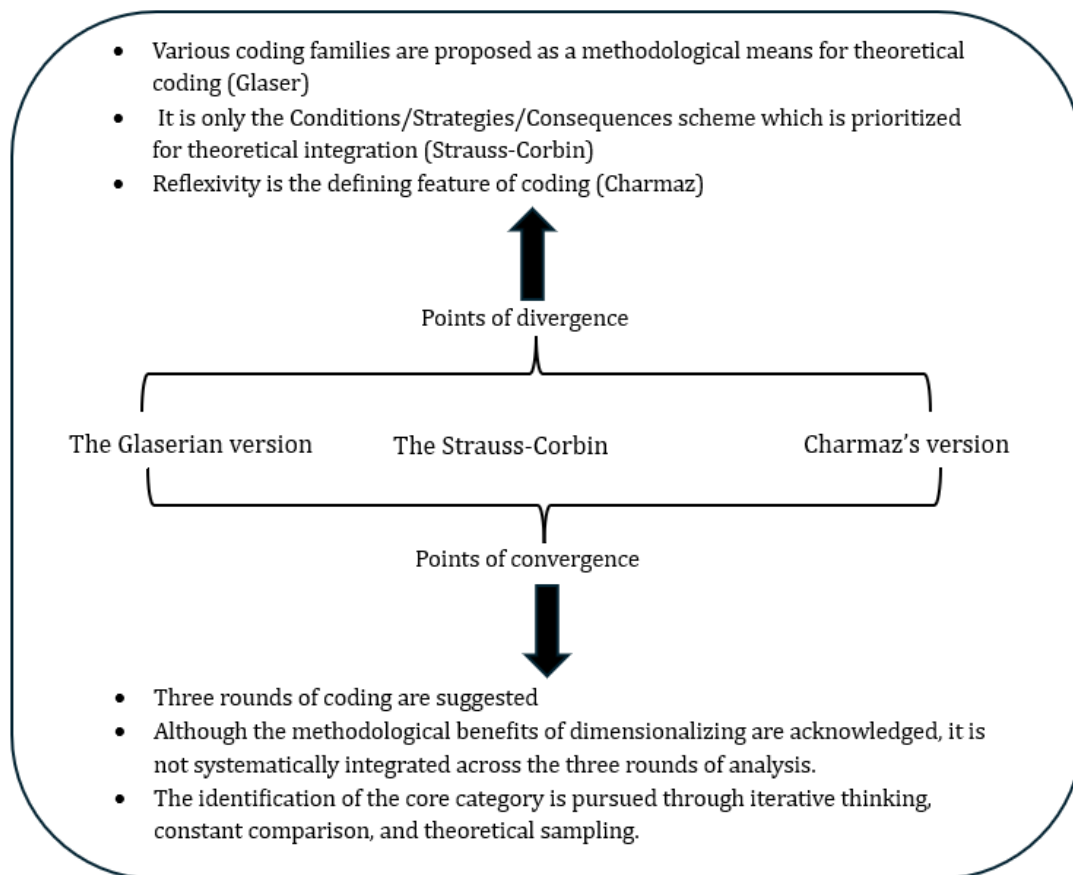 • Various coding families are proposed as a methodological means for theoretical
coding (Glaser)
• It is only the Conditions/Strategies/Consequences scheme which is prioritized
for theoretical integration (Strauss-Corbin)
• Reflexivity is the defining feature of coding (Charmaz)
Points of divergence
The Glaserian version
The Strauss-Corbin
Charmaz’s version
Points of convergence
• Three rounds of coding are suggested
• Although the methodological benefits of dimensionalizing are acknowledged, it is
not systematically integrated across the three rounds of analysis.
• The identification of the core category is pursued through iterative thinking,
constant comparison, and theoretical sampling.